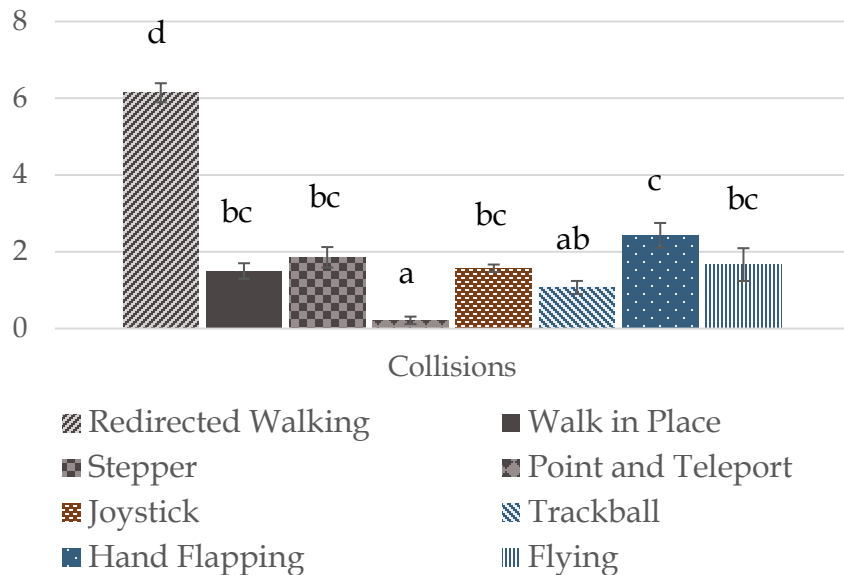 8
d
6
4
c
bc
bc
bc
bc
ab
2
a
0
Collisions
Redirected Walking
Walk in Place
Stepper
Point and Teleport
Joystick
Trackball
Hand Flapping
Flying